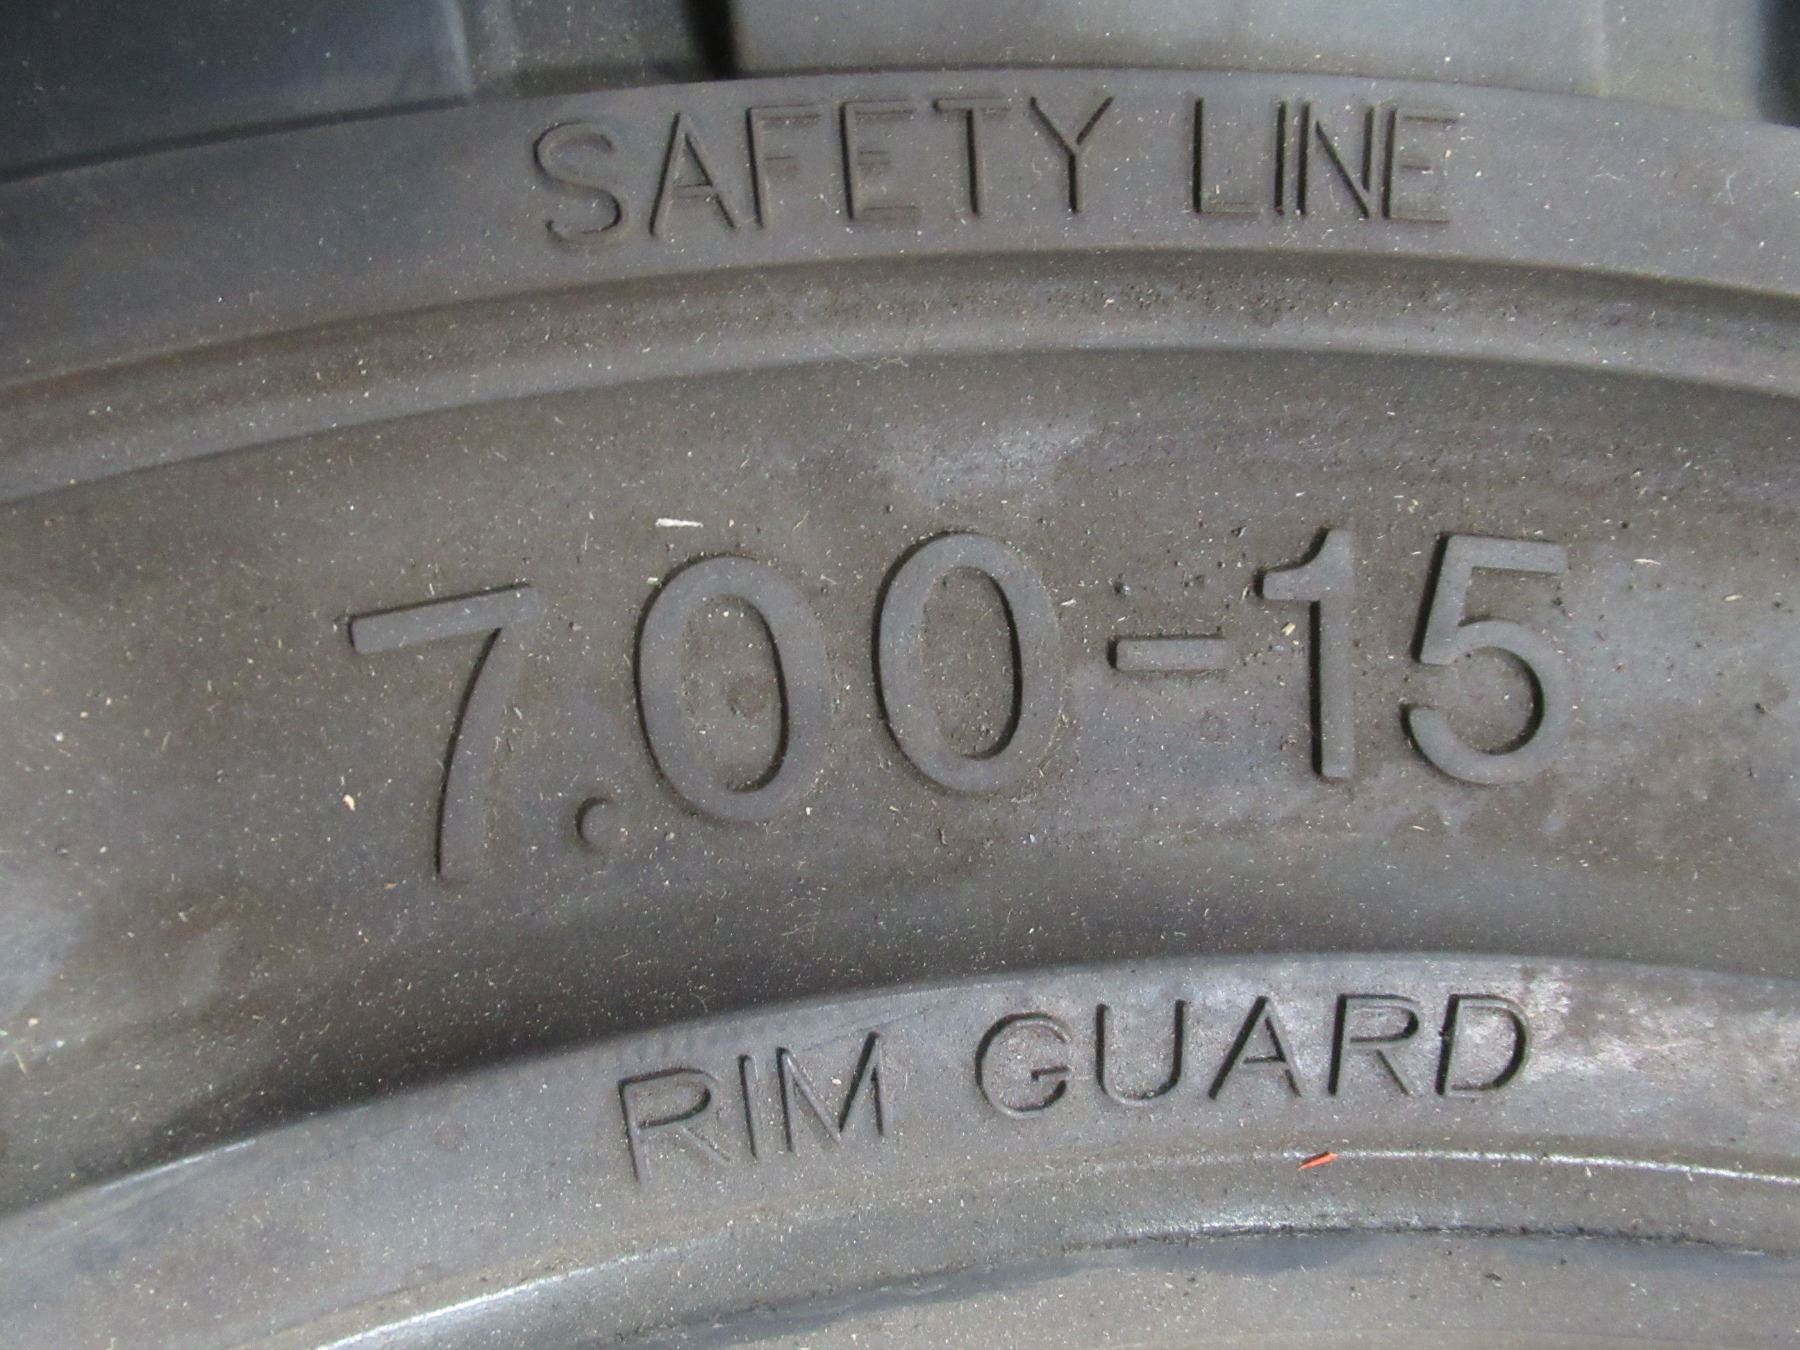 SAFETY LINE
7.00-15
RIM GUARD